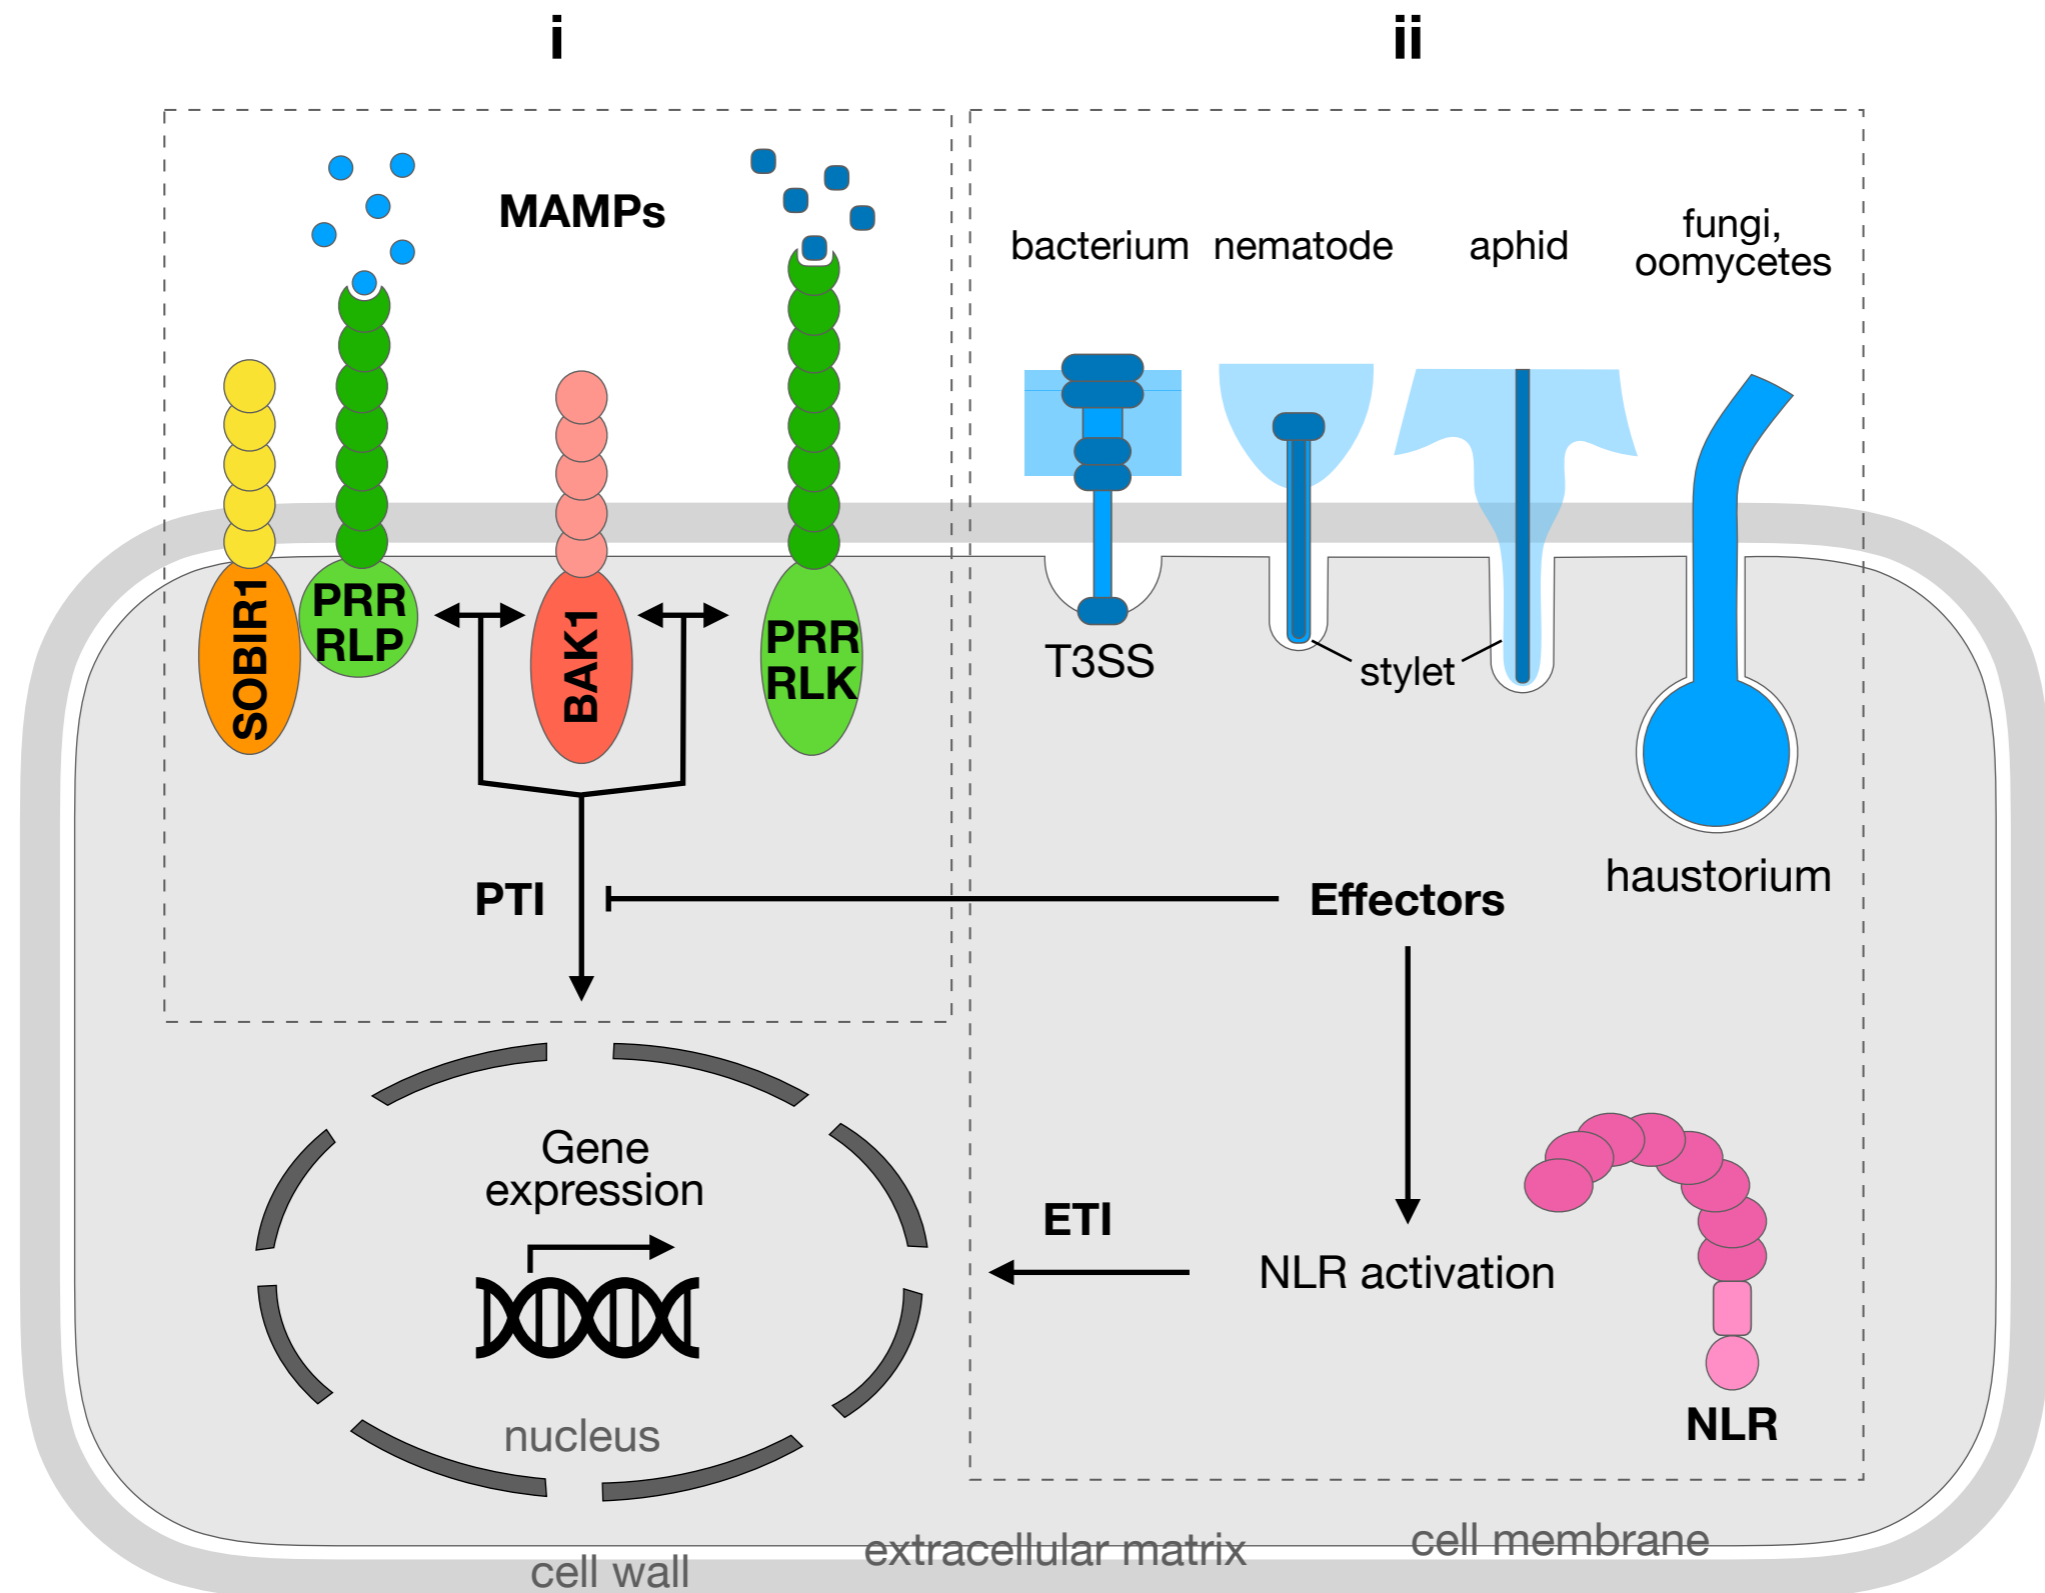 i
ii
MAMPs
bacterium
nematode
aphid
fungi,
oomycetes
SOBIR1
PRR
RLP
BAK1
PRR
RLK
T3SS
stylet
haustorium
PTI
Effectors
Gene
expression
ETI
NLR activation
NLR
nucleus
cell wall
extracellular matrix
cell membrane